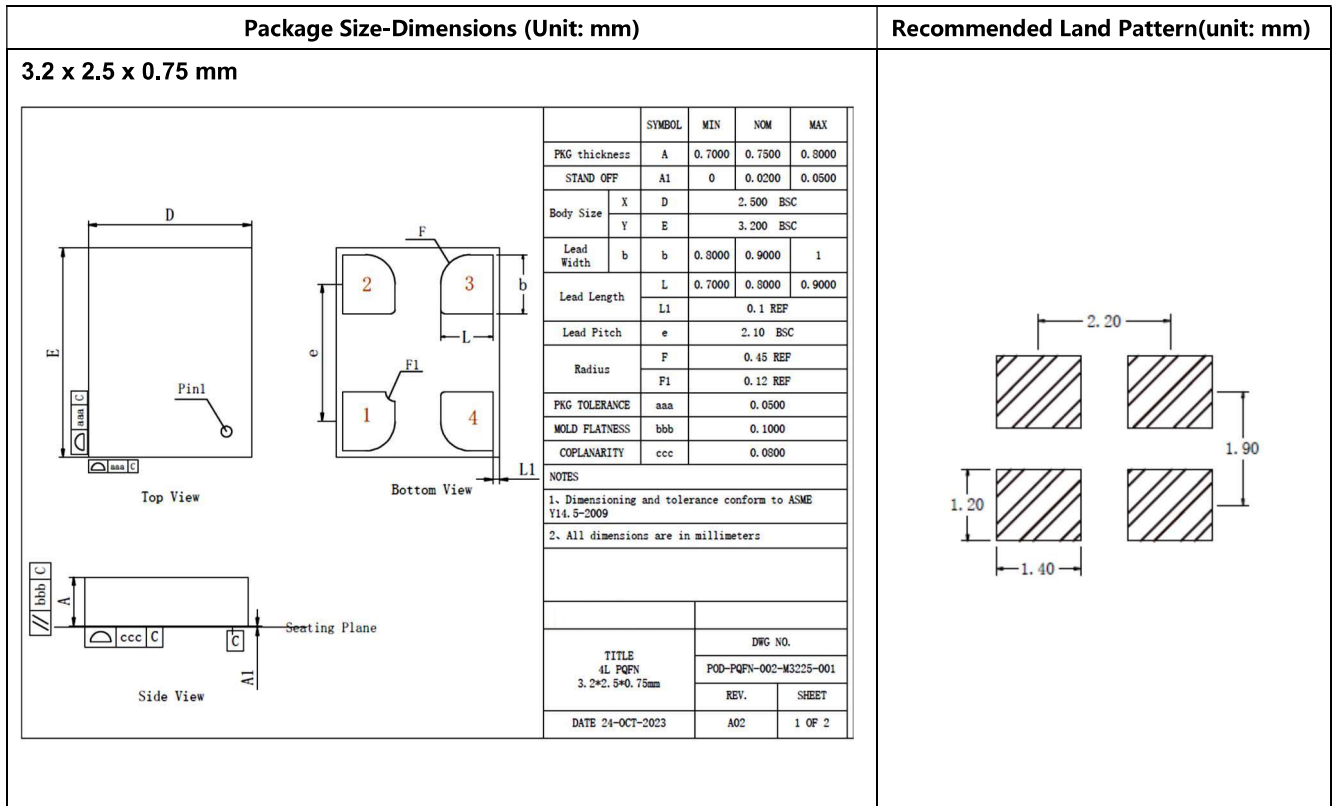 Package Size-Dimensions (Unit: mm)
Recommended Land Pattern(unit: mm)
3.2 x 2.5 x 0.75 mm
D
E
Pin1
aaa C
aaa C
Top View
F
2
3
b
L
e
F1
1
4
L1
Bottom View
bbb C
A
ccc C
C
Seating Plane
A1
Side View
SYMBOL MIN NOM MAX
PKG thickness A 0.7000 0.7500 0.8000
STAND OFF A1 0 0.0200 0.0500
Body Size X D 2.500 BSC
Y E 3.200 BSC
Lead Width b b 0.8000 0.9000 1
Lead Length L 0.7000 0.8000 0.9000
L1 0.1 REF
Lead Pitch e 2.10 BSC
Radius F 0.45 REF
F1 0.12 REF
PKG TOLERANCE aaa 0.0500
MOLD FLATNESS bbb 0.1000
COPLANARITY ccc 0.0800
NOTES
1、Dimensioning and tolerance conform to ASME
Y14.5-2009
2、All dimensions are in millimeters
TITLE
4L PQFN
3.2*2.5*0.75mm
DWG NO.
POD-PQFN-002-M3225-001
REV. SHEET
DATE 24-OCT-2023 A02 1 OF 2
2.20
1.90
1.20
1.40